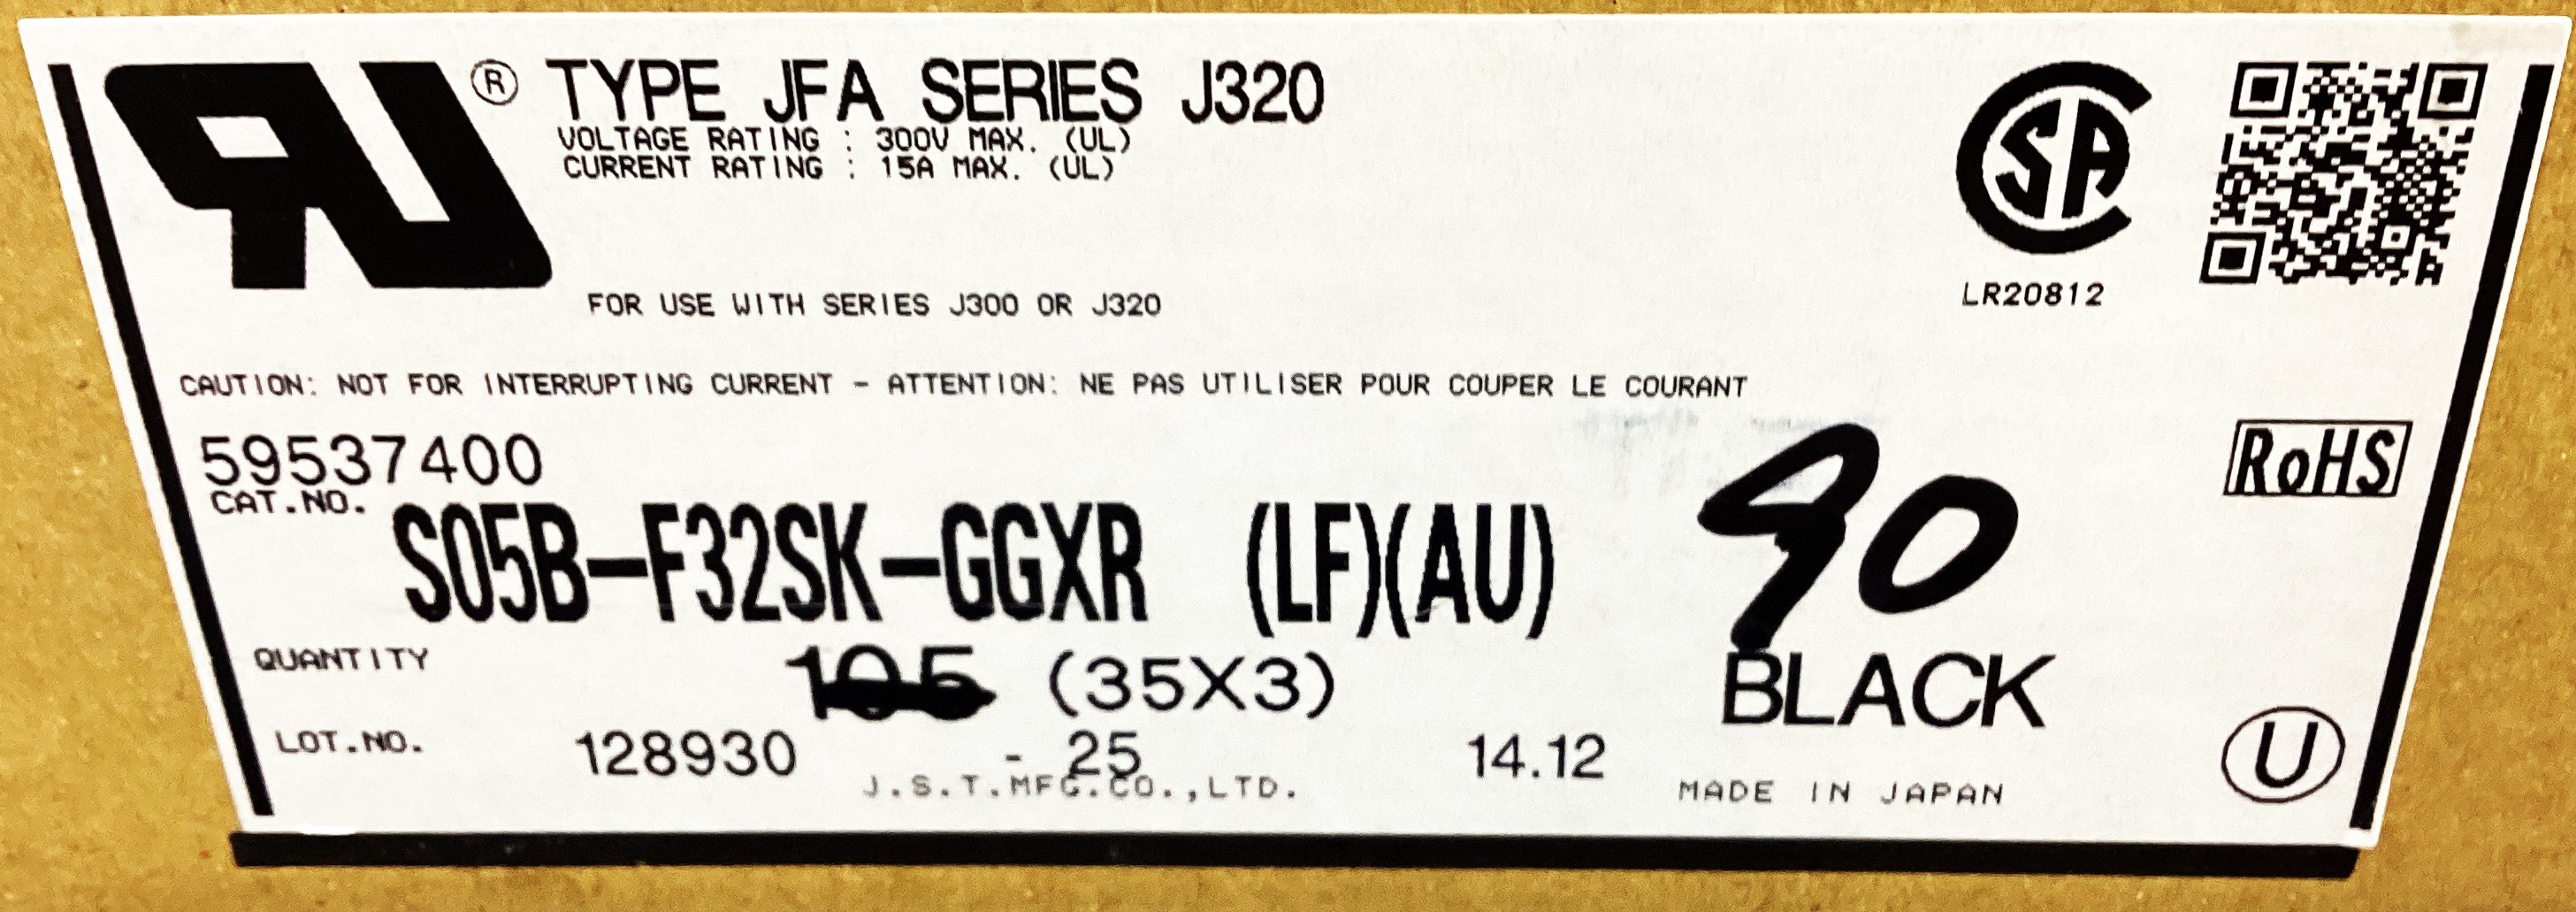 RU® TYPE JFA SERIES J320
VOLTAGE RATING : 300V MAX. (UL)
CURRENT RATING : 15A MAX. (UL)
CSA
LR20812
FOR USE WITH SERIES J300 OR J320
CAUTION: NOT FOR INTERRUPTING CURRENT - ATTENTION: NE PAS UTILISER POUR COUPER LE COURANT
59537400
RoHS
CAT.NO. S05B-F32SK-GGXR (LF)(AU) 90
QUANTITY 105 (35X3) BLACK
LOT.NO. 128930 - 25 14.12
U
J.S.T.MFG.CO.,LTD. MADE IN JAPAN